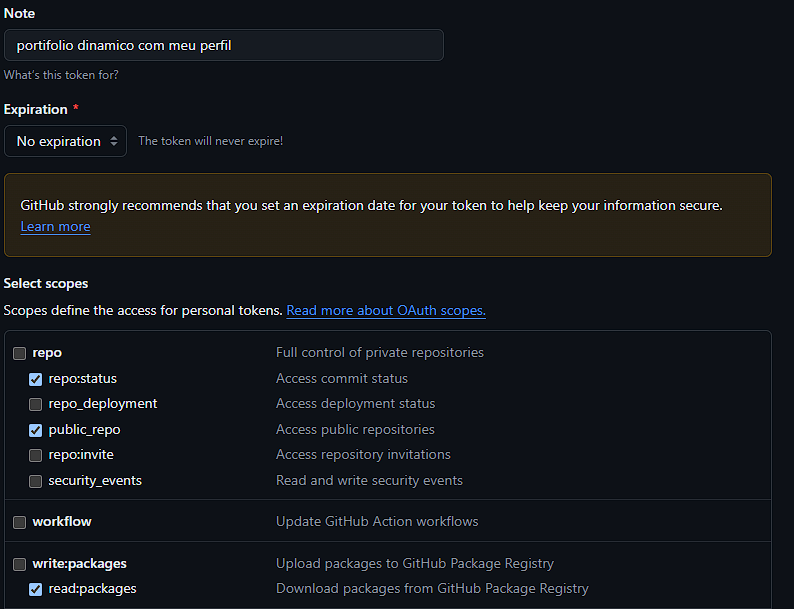 Note
portifolio dinamico com meu perfil
What's this token for?
Expiration *
No expiration The token will never expire!
GitHub strongly recommends that you set an expiration date for your token to help keep your information secure.
Learn more
Select scopes
Scopes define the access for personal tokens. Read more about OAuth scopes.
repo Full control of private repositories
repo:status Access commit status
repo_deployment Access deployment status
public_repo Access public repositories
repo:invite Access repository invitations
security_events Read and write security events
workflow Update GitHub Action workflows
write:packages Upload packages to GitHub Package Registry
read:packages Download packages from GitHub Package Registry